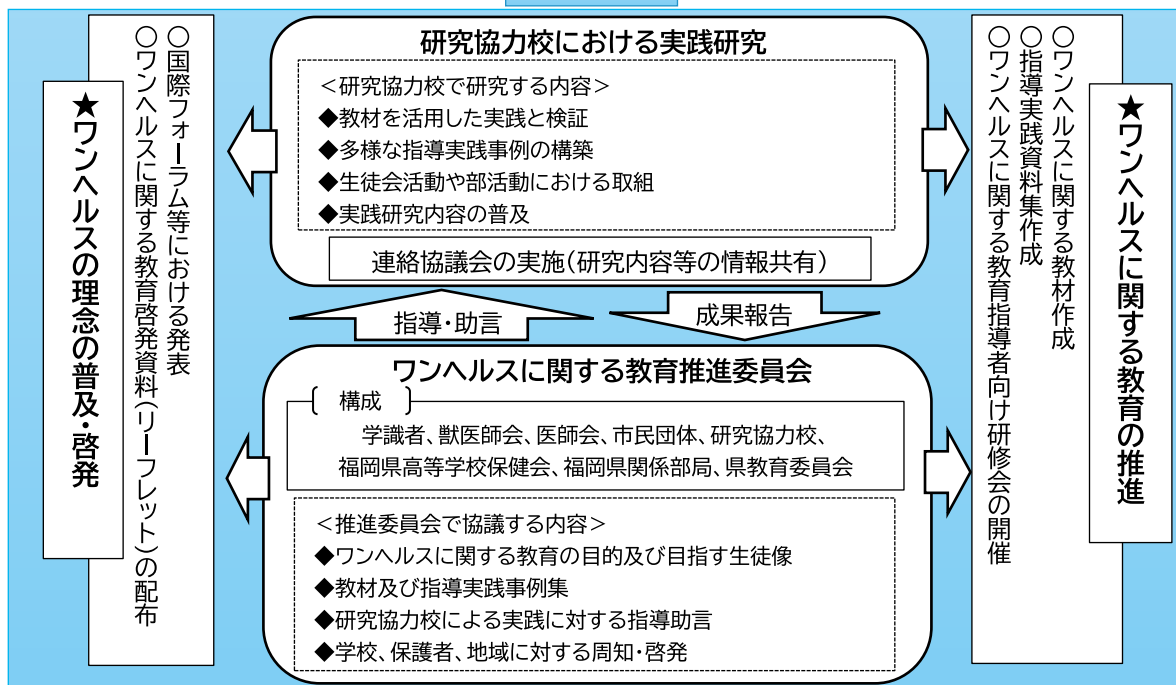 研究協力校における実践研究
＜研究協力校で研究する内容＞
◆教材を活用した実践と検証
◆多様な指導実践事例の構築
◆生徒会活動や部活動における取組
◆実践研究内容の普及
連絡協議会の実施（研究内容等の情報共有）
指導・助言
成果報告
ワンヘルスに関する教育推進委員会
構成
学識者、獣医師会、医師会、市民団体、研究協力校、
福岡県高等学校保健会、福岡県関係部局、県教育委員会
＜推進委員会で協議する内容＞
◆ワンヘルスに関する教育の目的及び目指す生徒像
◆教材及び指導実践事例集
◆研究協力校による実践に対する指導助言
◆学校、保護者、地域に対する周知・啓発
★ワンヘルスに関する教育の推進
○ワンヘルスに関する教材作成
○指導実践資料集作成
○ワンヘルスに関する教育指導者向け研修会の開催
○国際フォーラム等における発表
○ワンヘルスに関する教育啓発資料（リーフレット）の配布
★ワンヘルスの理念の普及・啓発